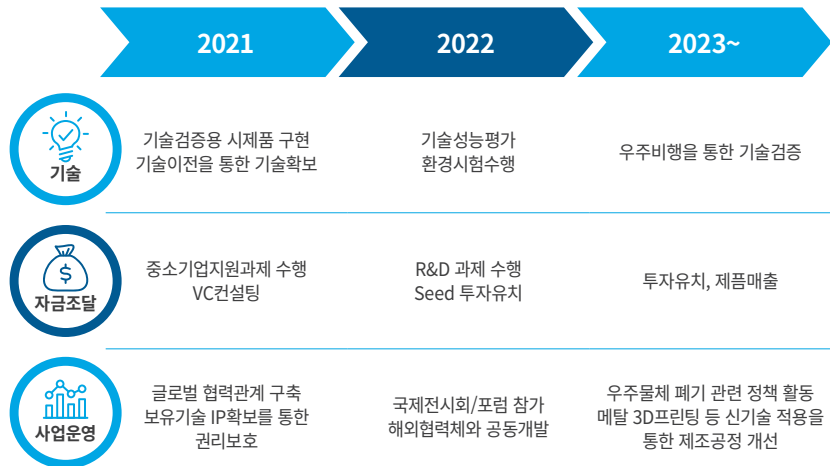 2021
2022
2023~
기술
기술검증용 시제품 구현
기술이전을 통한 기술확보
기술성능평가
환경시험수행
우주비행을 통한 기술검증
$
자금조달
중소기업지원과제 수행
VC컨설팅
R&D 과제 수행
Seed 투자유치
투자유치, 제픔매출
사업운영
글로벌 협력관계 구축
보유기술 IP확보를 통한
권리보호
국제전시회/포럼 참가
해외협력체와 공동개발
우주물체 폐기 관련 정책 활동
메탈 3D프린팅 등 신기술 적용을
통한 제조공정 개선